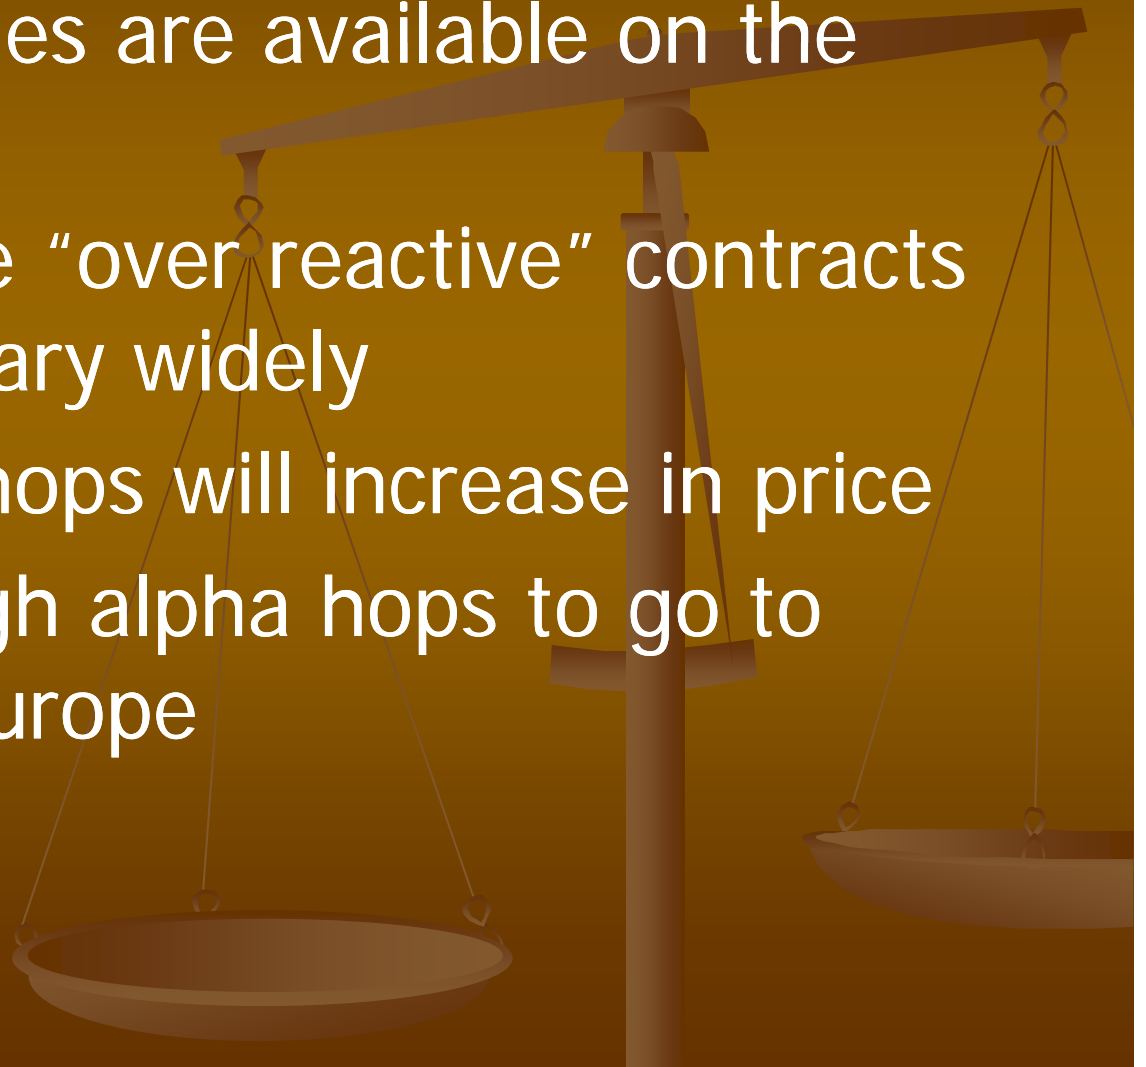 es are available on the
e “over reactive” contracts
ary widely
hops will increase in price
gh alpha hops to go to
urope